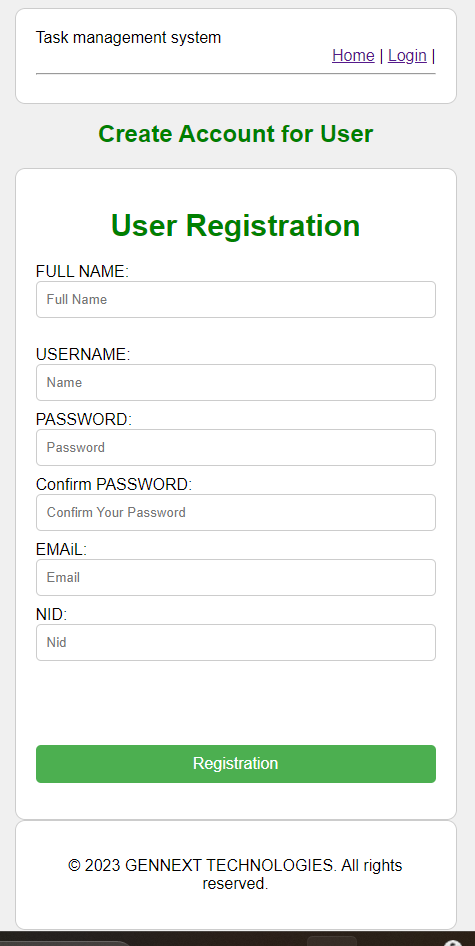 Task management system
Home | Login |
Create Account for User
User Registration
FULL NAME:
Full Name
USERNAME:
Name
PASSWORD:
Password
Confirm PASSWORD:
Confirm Your Password
EMAiL:
Email
NID:
Nid
Registration
© 2023 GENNEXT TECHNOLOGIES. All rights
reserved.